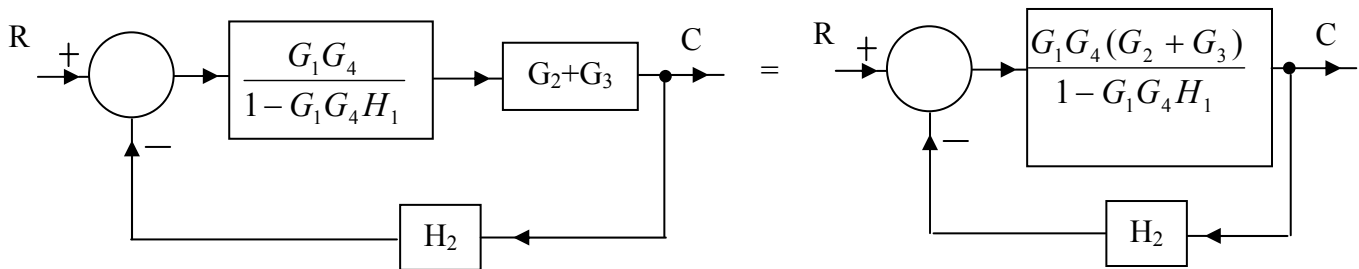 R + G₁G₄ / 1 − G₁G₄H₁ G₂+G₃ C
−
H₂
=
R + G₁G₄(G₂ + G₃) / 1 − G₁G₄H₁ C
−
H₂